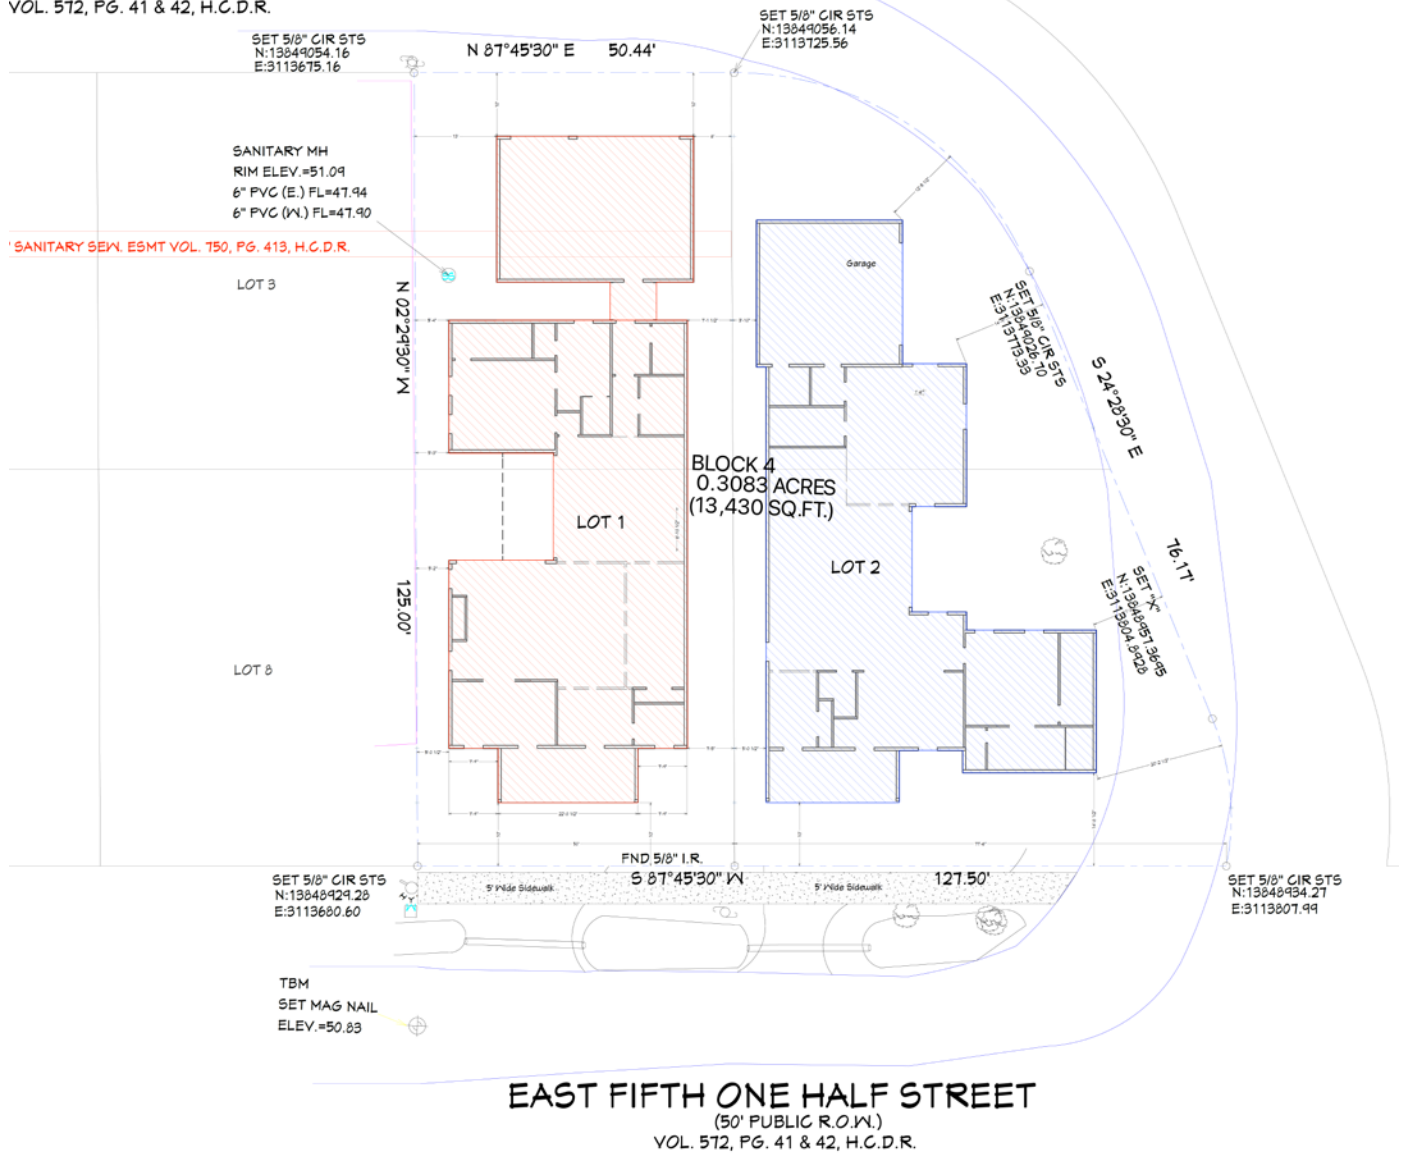 VOL. 572, PG. 41 & 42, H.C.D.R.
SET 5/8" CIR STS
N:13849056.14
E:3113725.56
SET 5/8" CIR STS
N:13849054.16
E:3113675.16
N 87°45'30" E 50.44'
SANITARY MH
RIM ELEV.=51.09
6" PVC (E.) FL=47.94
6" PVC (W.) FL=47.90
' SANITARY SEW. ESMT VOL. 750, PG. 413, H.C.D.R.
Garage
LOT 3
N 02°29'30" W
SET 5/8" CIR STS
N:13849026.70
E:3113773.33
S 24°28'30" E
BLOCK 4
0.3083 ACRES
(13,430 SQ.FT.)
LOT 1
LOT 2
76.17'
SET "X"
N:13848957.3695
E:3113804.8928
125.00'
LOT 8
FND 5/8" I.R.
S 87°45'30" W 127.50'
SET 5/8" CIR STS
N:13848929.28
E:3113680.60
5' Wide Sidewalk
5' Wide Sidewalk
SET 5/8" CIR STS
N:13848934.27
E:3113807.99
TBM
SET MAG NAIL
ELEV.=50.83
EAST FIFTH ONE HALF STREET
(50' PUBLIC R.O.W.)
VOL. 572, PG. 41 & 42, H.C.D.R.